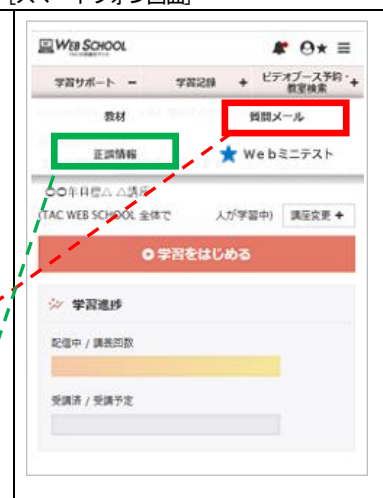 [スマートフォン画面]
WEB SCHOOL
学習サポート － 学習記録 ＋ ビデオブース予約・教室検索 ＋
教材 質問メール
正誤情報 ★ Webミニテスト
〇〇年目標△△講座
(TAC WEB SCHOOL 全体で 人が学習中) 講座変更 ＋
学習をはじめる
学習進捗
配信中 / 講義回数
受講済 / 受講予定